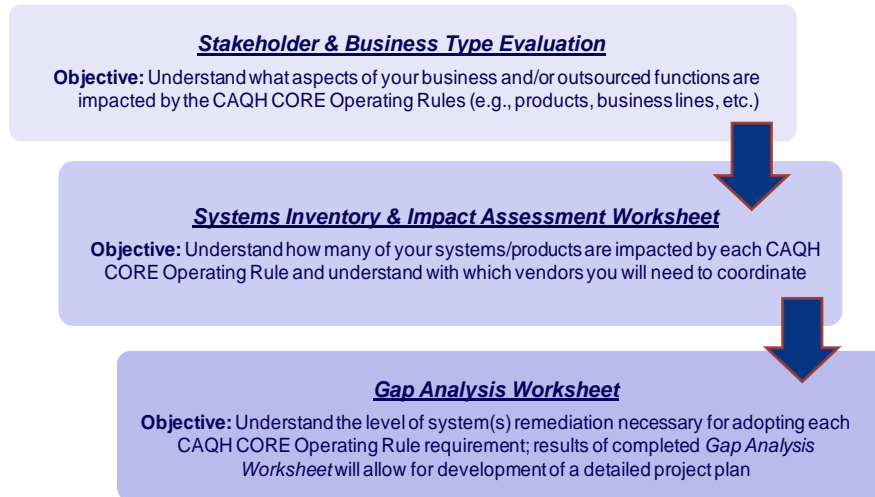 Stakeholder & Business Type Evaluation
Objective: Understand what aspects of your business and/or outsourced functions are
impacted by the CAQH CORE Operating Rules (e.g., products, business lines, etc.)
Systems Inventory & Impact Assessment Worksheet
Objective: Understand how many of your systems/products are impacted by each CAQH
CORE Operating Rule and understand with which vendors you will need to coordinate
Gap Analysis Worksheet
Objective: Understand the level of system(s) remediation necessary for adopting each
CAQH CORE Operating Rule requirement; results of completed Gap Analysis
Worksheet will allow for development of a detailed project plan